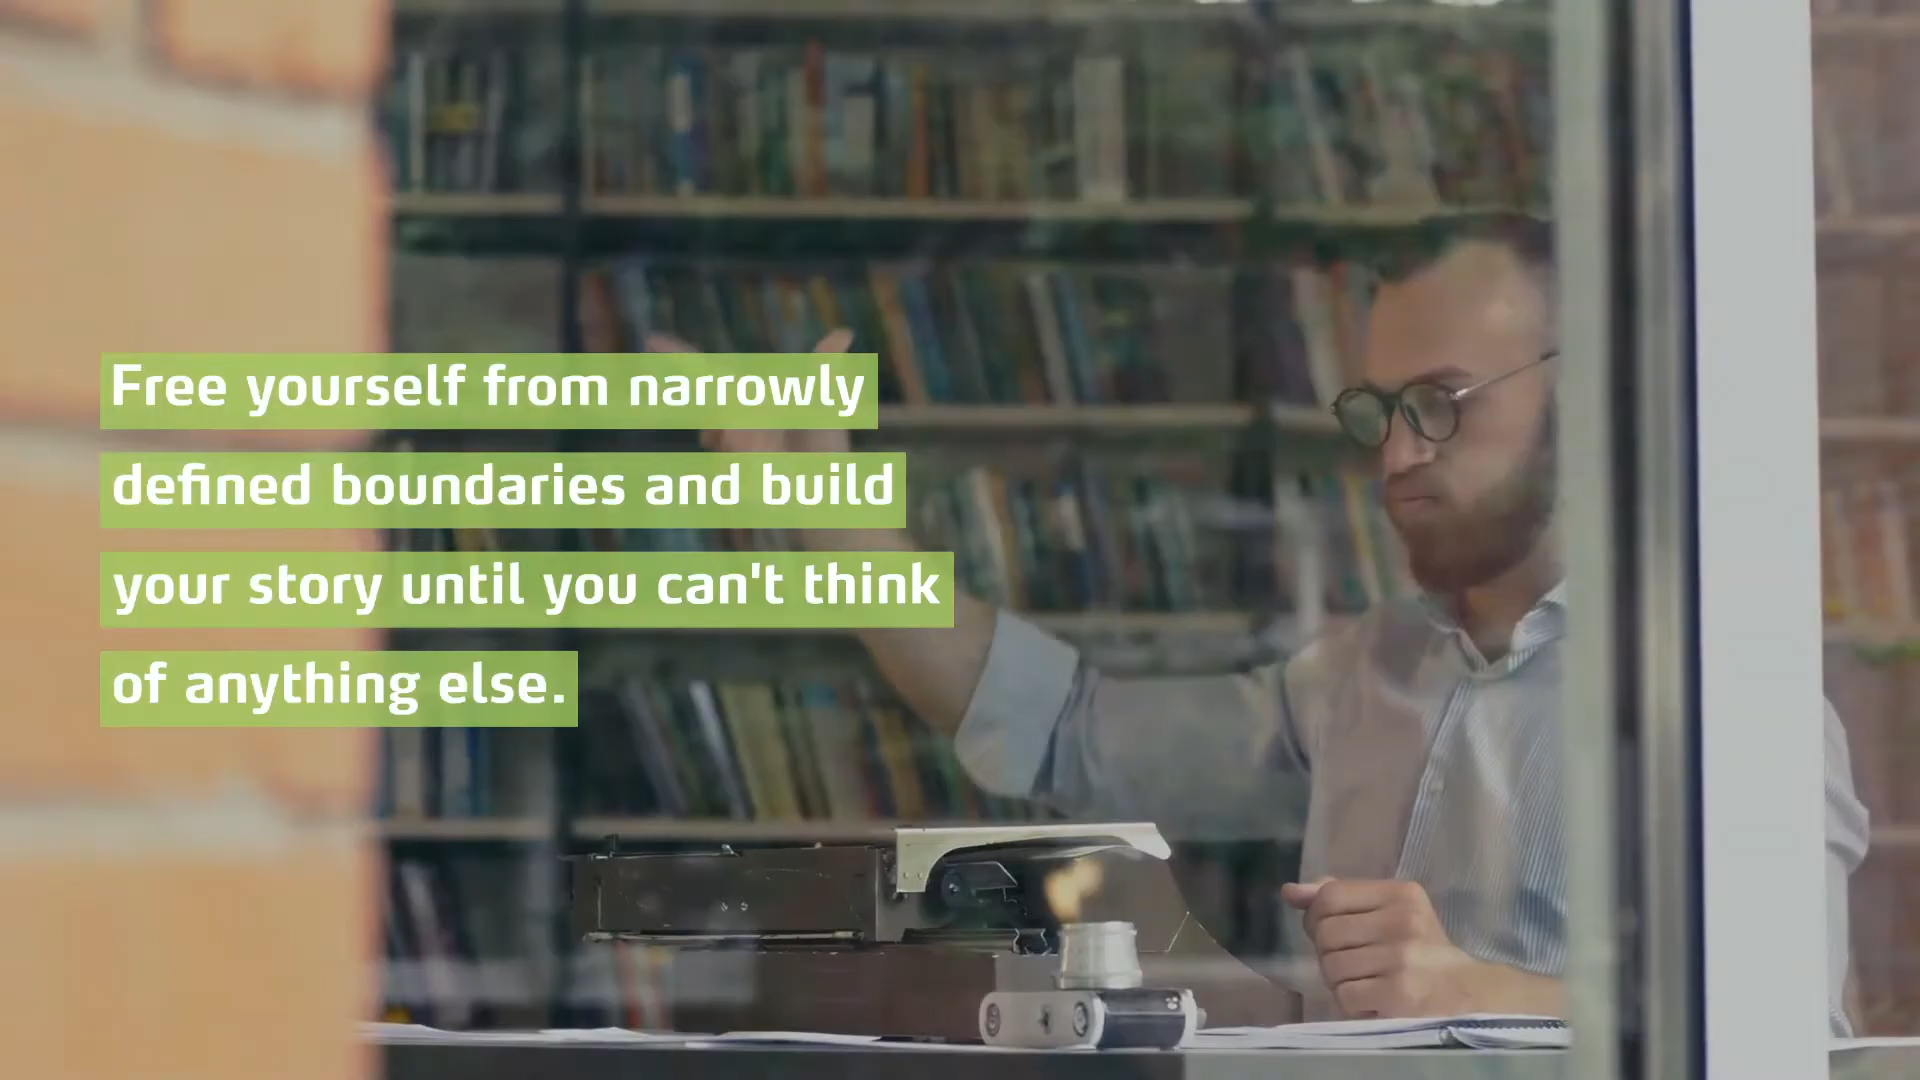 Free yourself from narrowly
defined boundaries and build
your story until you can't think
of anything else.